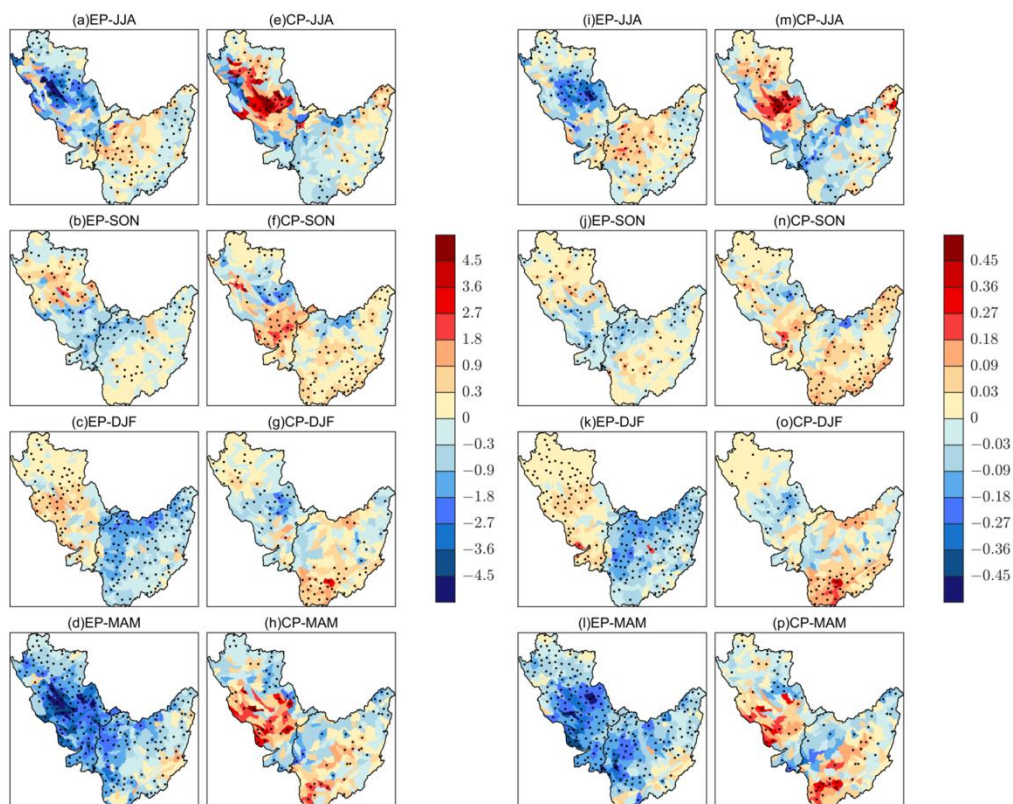 (a)EP-JJA
(e)CP-JJA
(i)EP-JJA
(m)CP-JJA
(b)EP-SON
(f)CP-SON
(j)EP-SON
(n)CP-SON
4.5
3.6
2.7
1.8
0.9
0.3
0
−0.3
−0.9
−1.8
−2.7
−3.6
−4.5
0.45
0.36
0.27
0.18
0.09
0.03
0
−0.03
−0.09
−0.18
−0.27
−0.36
−0.45
(c)EP-DJF
(g)CP-DJF
(k)EP-DJF
(o)CP-DJF
(d)EP-MAM
(h)CP-MAM
(l)EP-MAM
(p)CP-MAM